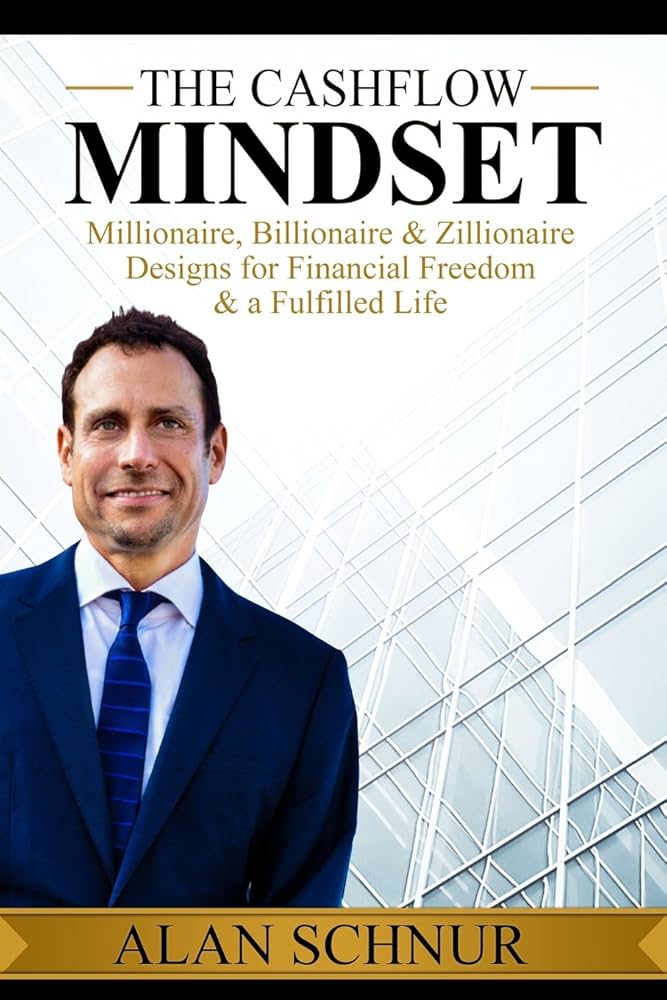 THE CASHFLOW
MINDSET
Millionaire, Billionaire & Zillionaire
Designs for Financial Freedom
& a Fulfilled Life
ALAN SCHNUR